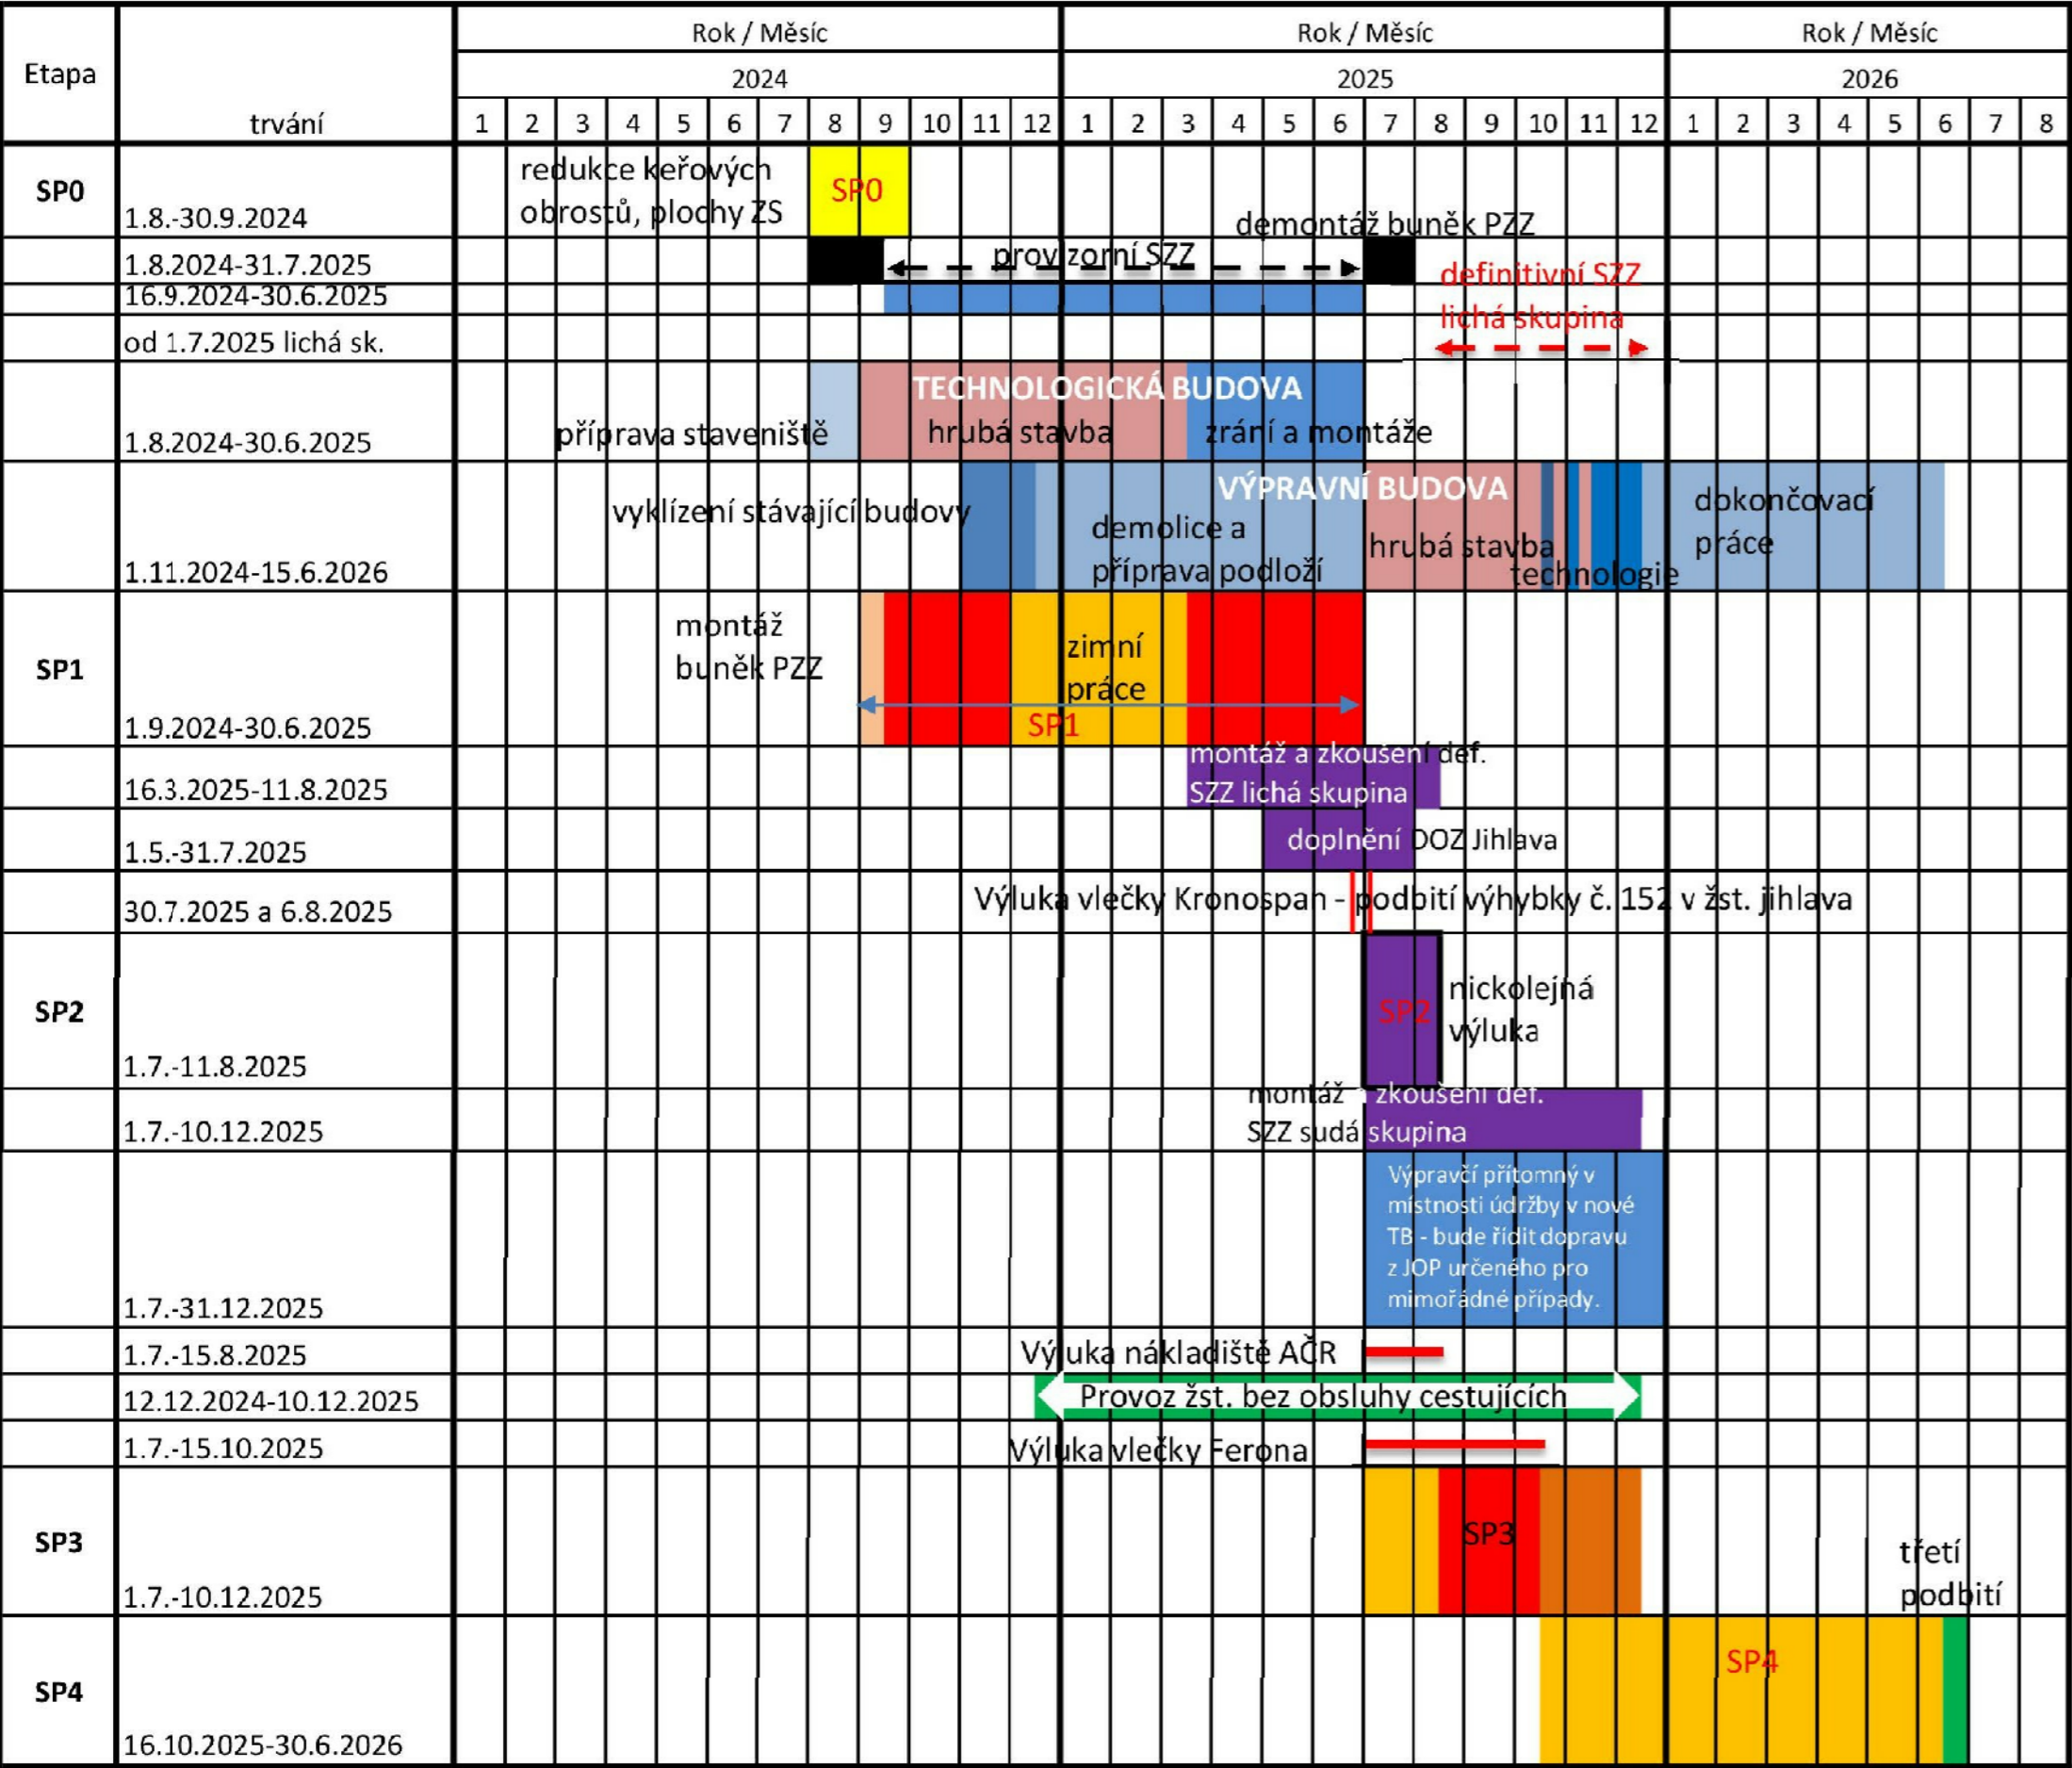 Etapa
trvání
Rok / Měsíc
Rok / Měsíc
Rok / Měsíc
2024
2025
2026
1 2 3 4 5 6 7 8 9 10 11 12 1 2 3 4 5 6 7 8 9 10 11 12 1 2 3 4 5 6 7 8
SP0
1.8.-30.9.2024
redukce keřových
obrostů, plochy ZS
SP0
demontáž buněk PZZ
1.8.2024-31.7.2025
provizorní SZZ
16.9.2024-30.6.2025
definitivní SZZ
lichá skupina
od 1.7.2025 lichá sk.
TECHNOLOGICKÁ BUDOVA
1.8.2024-30.6.2025
příprava staveniště
hrubá stavba
zrání a montáže
VÝPRAVNÍ BUDOVA
vyklízení stávající budovy
demolice a
příprava podloží
hrubá stavba
technologie
dokončovací
práce
1.11.2024-15.6.2026
SP1
montáž
buněk PZZ
zimní
práce
SP1
1.9.2024-30.6.2025
montáž a zkoušení def.
SZZ lichá skupina
16.3.2025-11.8.2025
1.5.-31.7.2025
doplnění DOZ Jihlava
30.7.2025 a 6.8.2025
Výluka vlečky Kronospan - podbití výhybky č. 152 v žst. jihlava
SP2
SP2
nickolejná
výluka
1.7.-11.8.2025
montáž a zkoušení def.
SZZ sudá skupina
1.7.-10.12.2025
Výpravčí přítomný v
místnosti údržby v nové
TB - bude řídit dopravu
z JOP určeného pro
mimořádné případy.
1.7.-31.12.2025
1.7.-15.8.2025
Výluka nákladiště AČR
12.12.2024-10.12.2025
Provoz žst. bez obsluhy cestujících
1.7.-15.10.2025
Výluka vlečky Ferona
SP3
SP3
1.7.-10.12.2025
třetí
podbití
SP4
SP4
16.10.2025-30.6.2026